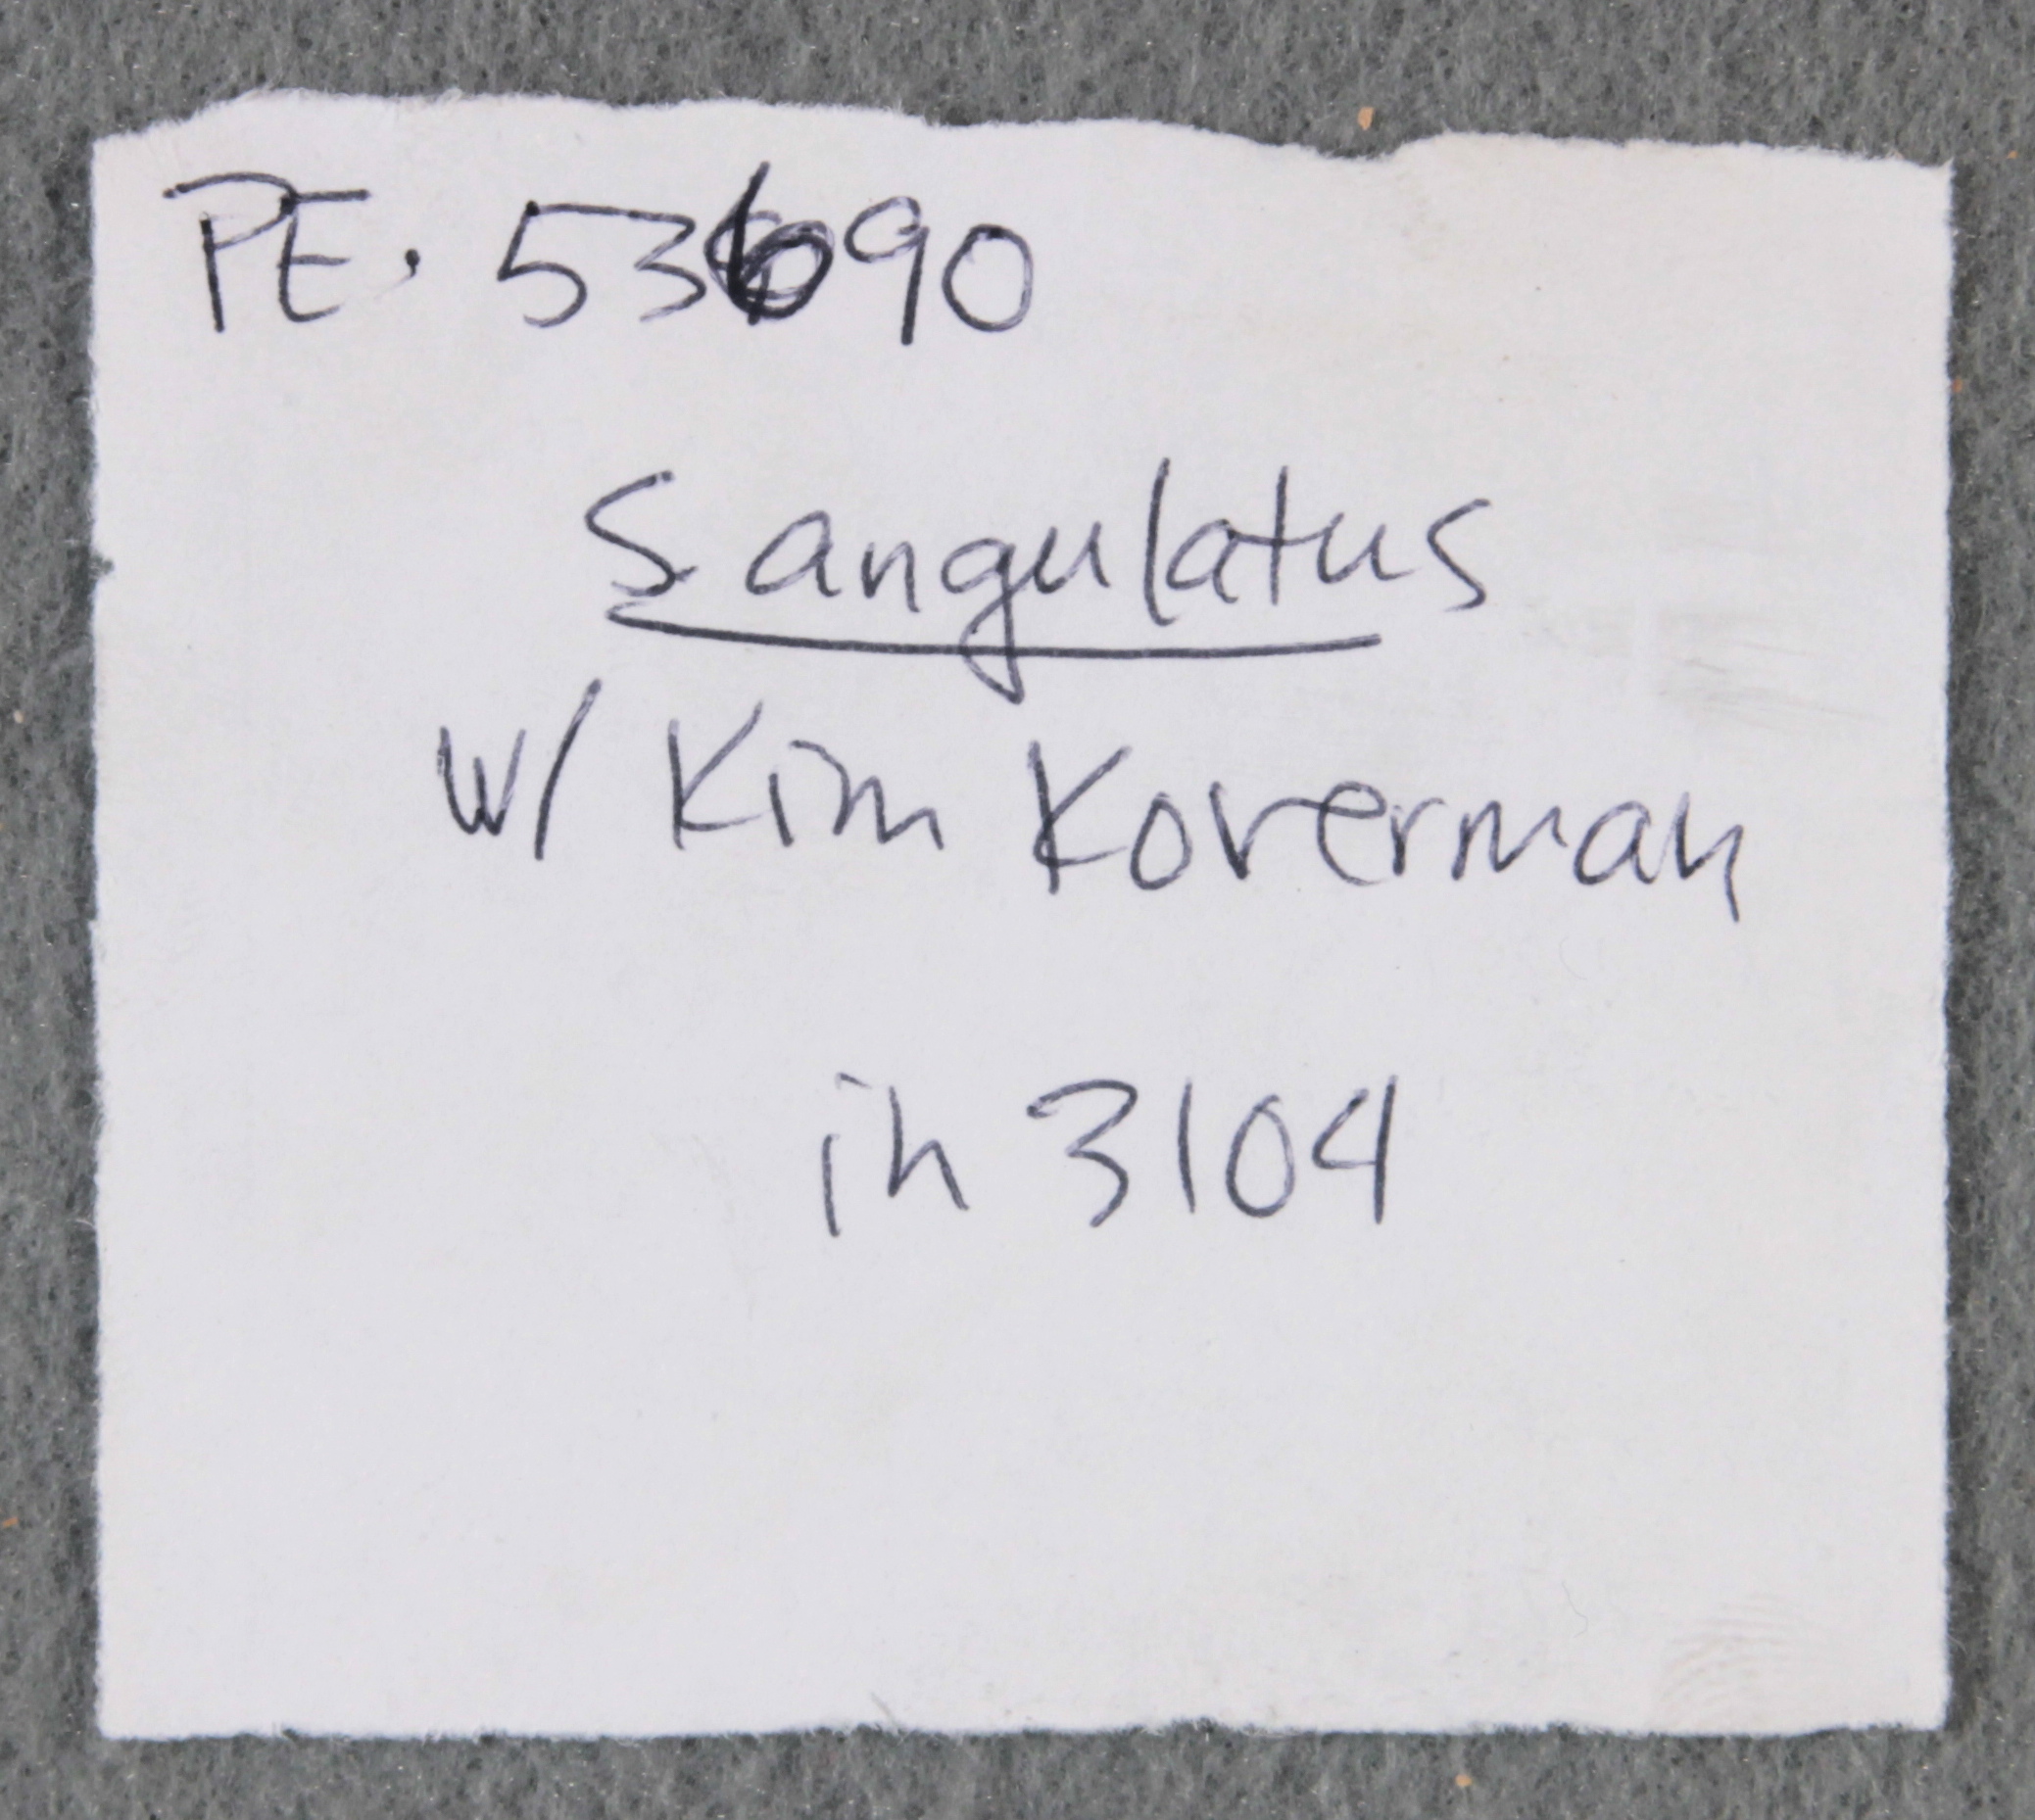 PE. 53690
S angulatus
w/ Kim Koverman
in 3104